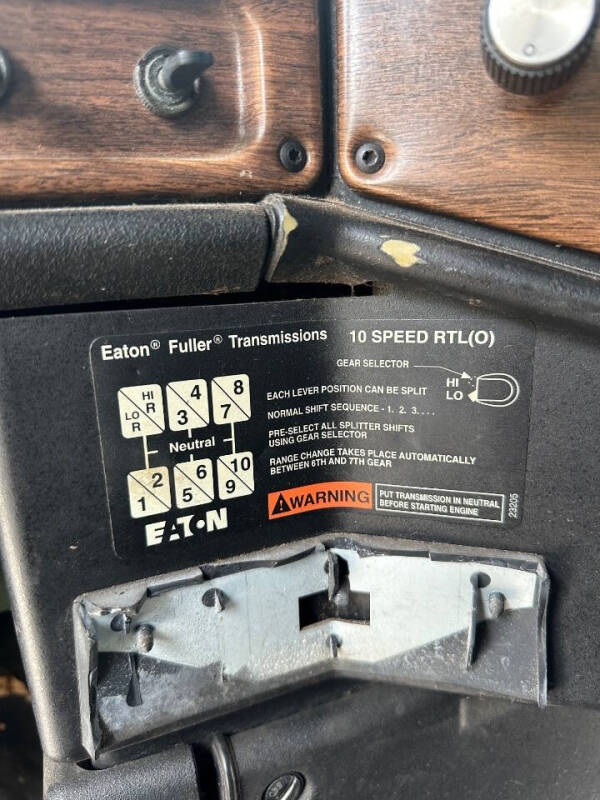 Eaton® Fuller® Transmissions 10 SPEED RTL(O)
GEAR SELECTOR
HI
LO
HI
R
LO
R
4
3
8
7
Neutral
2
1
6
5
10
9
EACH LEVER POSITION CAN BE SPLIT
NORMAL SHIFT SEQUENCE - 1. 2. 3. . . .
PRE-SELECT ALL SPLITTER SHIFTS
USING GEAR SELECTOR
RANGE CHANGE TAKES PLACE AUTOMATICALLY
BETWEEN 6TH AND 7TH GEAR
WARNING
PUT TRANSMISSION IN NEUTRAL
BEFORE STARTING ENGINE
23205
EATON